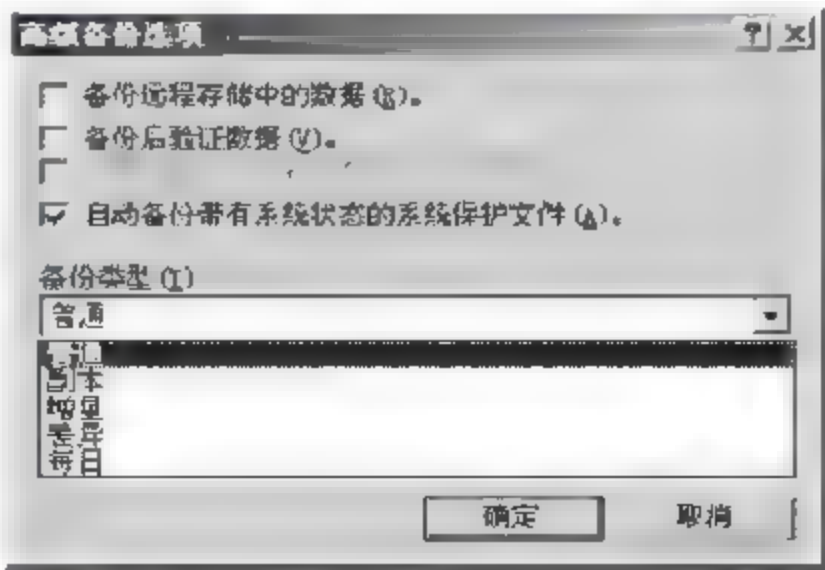 高级备份选项
备份远程存储中的数据(R)。
备份后验证数据(V)。
自动备份带有系统状态的系统保护文件(A)。
备份类型(T)
普通
普通
副本
增量
差异
每日
确定
取消